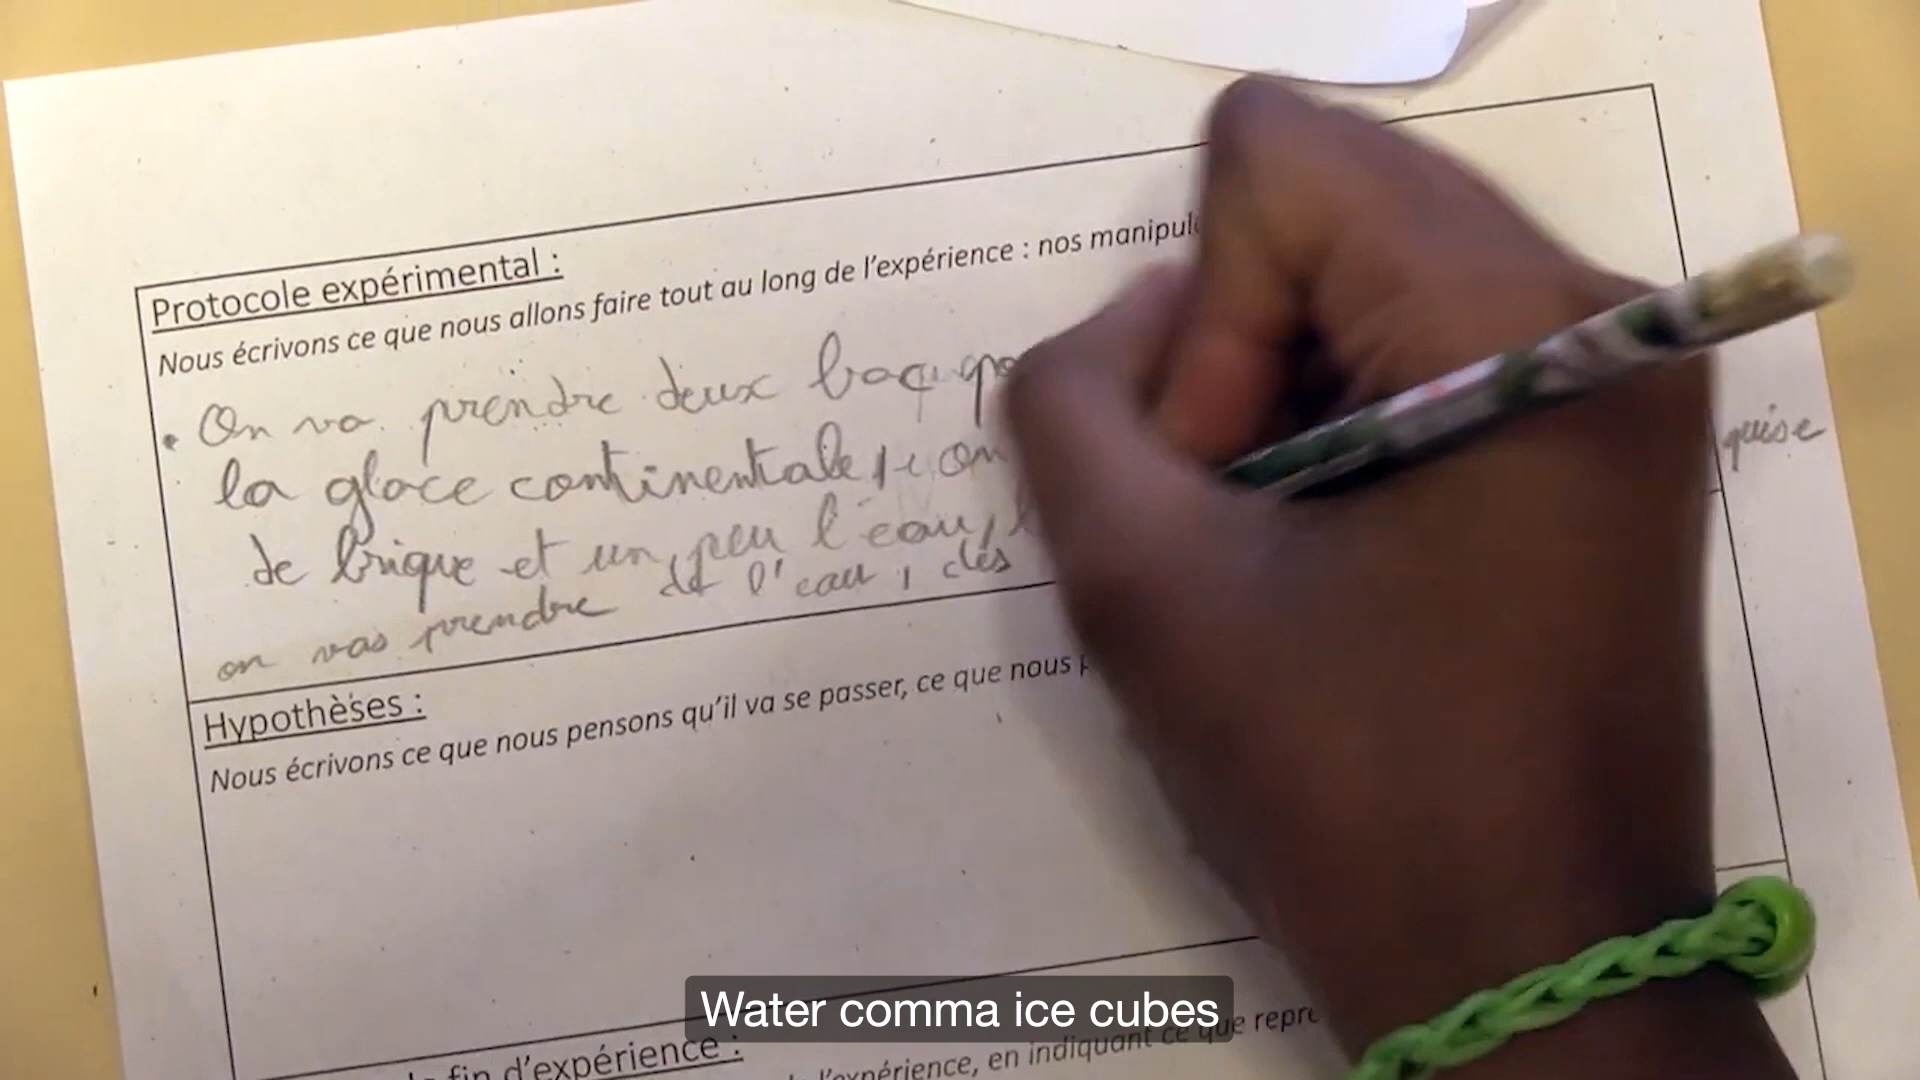 Protocole expérimental :
Nous écrivons ce que nous allons faire tout au long de l'expérience : nos manipul
On va prendre deux
la glace continentale on quise
de brique et un peu l'eau,
on vas prendre de l'eau, des
Hypothèses :
Nous écrivons ce que nous pensons qu'il va se passer, ce que nous p
fin d'expérience :
l'expérience, en indiquant ce que repré
Water comma ice cubes